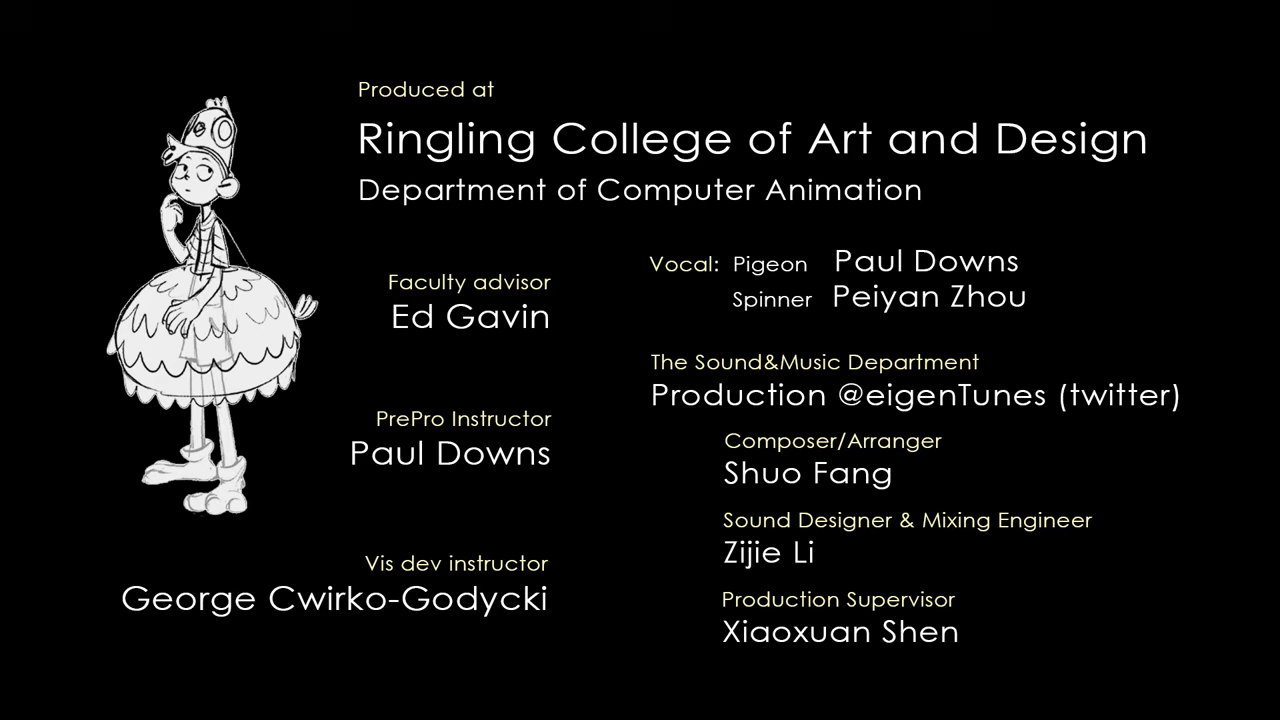 Produced at
Ringling College of Art and Design
Department of Computer Animation
Faculty advisor
Ed Gavin
PrePro Instructor
Paul Downs
Vis dev instructor
George Cwirko-Godycki
Vocal: Pigeon Paul Downs
Spinner Peiyan Zhou
The Sound&Music Department
Production @eigenTunes (twitter)
Composer/Arranger
Shuo Fang
Sound Designer & Mixing Engineer
Zijie Li
Production Supervisor
Xiaoxuan Shen